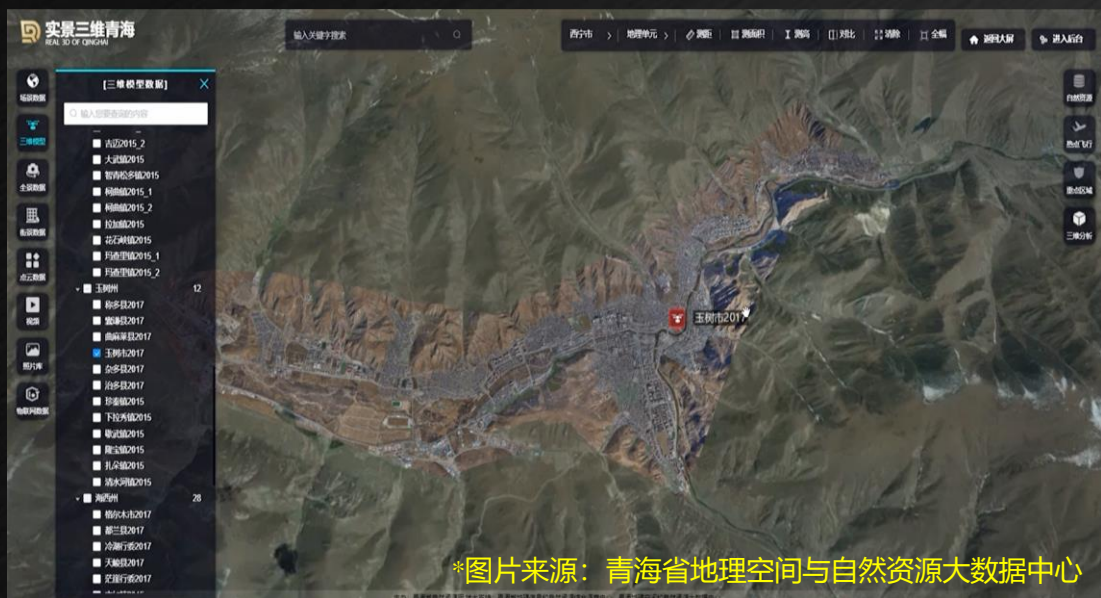 实景三维青海
REAL 3D OF QINGHAI
输入关键字搜索
西宁市
地理单元
测距
测面积
测高
对比
清除
全幅
返回大屏
进入后台
场景数据
三维模型
全景数据
街景数据
点云数据
视频
照片库
物联网数据
[三维模型数据]
输入您要查询的内容
吉迈2015_2
大武镇2015
智青松多镇2015
柯曲镇2015_1
柯曲镇2015_2
拉加镇2015
花石峡镇2015
玛查里镇2015_1
玛查里镇2015_2
玉树州 12
称多县2017
囊谦县2017
曲麻莱县2017
玉树市2017
杂多县2017
治多县2017
珍秦镇2015
下拉秀镇2015
歇武镇2015
隆宝镇2015
扎朵镇2015
清水河镇2015
海西州 28
格尔木市2017
都兰县2017
冷湖行委2017
天峻县2017
茫崖行委2017
玉树市2017
自然资源
热点飞行
重点区域
三维分析
*图片来源：青海省地理空间与自然资源大数据中心